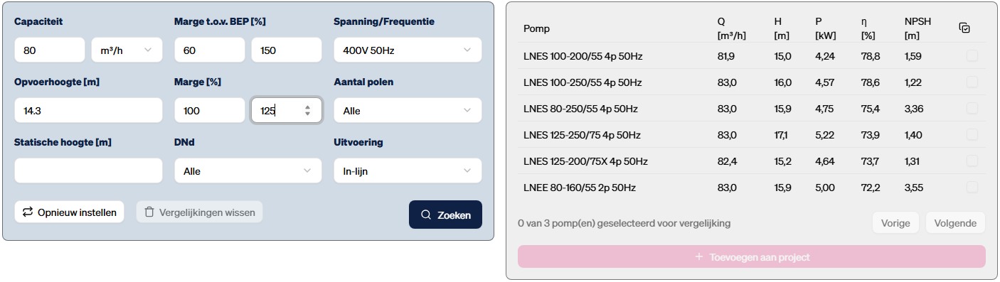 Capaciteit Marge t.o.v. BEP [%] Spanning/Frequentie
80 m³/h 60 150 400V 50Hz
Opvoerhoogte [m] Marge [%] Aantal polen
14.3 100 125 Alle
Statische hoogte [m] DNd Uitvoering
Alle In-lijn
Opnieuw instellen Vergelijkingen wissen Zoeken
Pomp Q [m³/h] H [m] P [kW] η [%] NPSH [m]
LNES 100-200/55 4p 50Hz 81,9 15,0 4,24 78,8 1,59
LNES 100-250/55 4p 50Hz 83,0 16,0 4,57 78,6 1,22
LNES 80-250/55 4p 50Hz 83,0 15,9 4,75 75,4 3,36
LNES 125-250/75 4p 50Hz 83,0 17,1 5,22 73,9 1,40
LNES 125-200/75X 4p 50Hz 82,4 15,2 4,64 73,7 1,31
LNEE 80-160/55 2p 50Hz 83,0 15,9 5,00 72,2 3,55
0 van 3 pomp(en) geselecteerd voor vergelijking Vorige Volgende
+ Toevoegen aan project